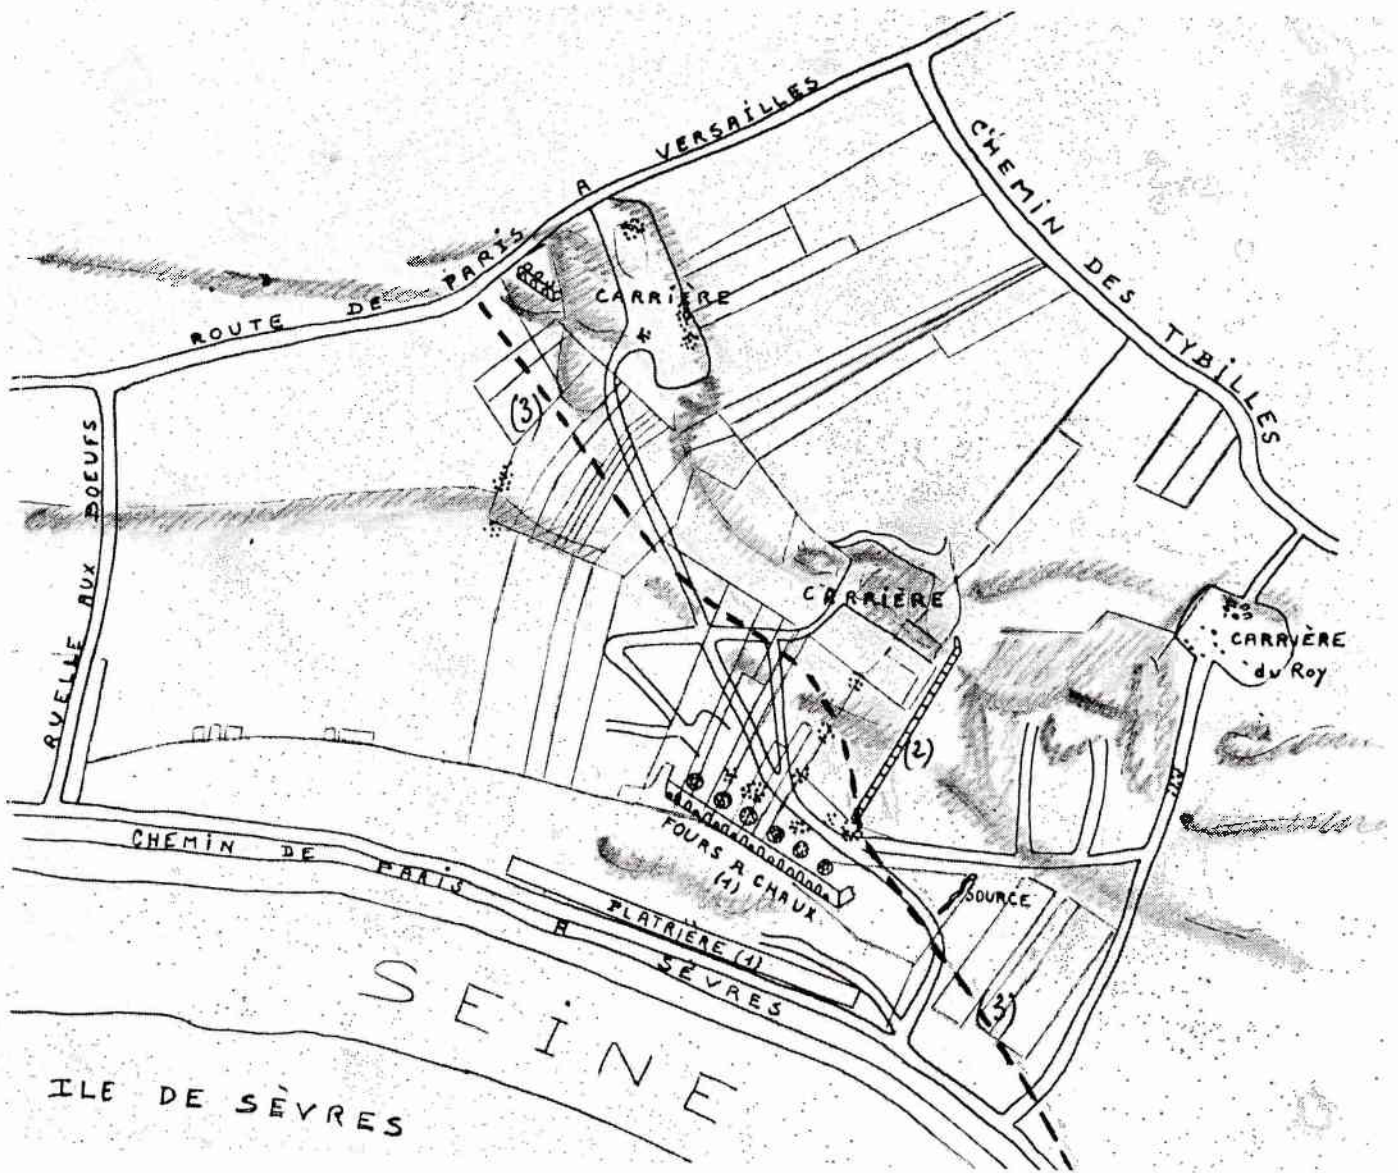 ROUTE DE PARIS A VERSAILLES
CHEMIN DES TYBILLES
CARRIÈRE
(3)
RUELLE AUX BOEUFS
CARRIÈRE
CARRIÈRE
du Roy
(2)
FOURS A CHAUX
(1)
SOURCE
CHEMIN DE PARIS A SÈVRES
PLATRIÈRE (1)
(3)
SEINE
ILE DE SÈVRES